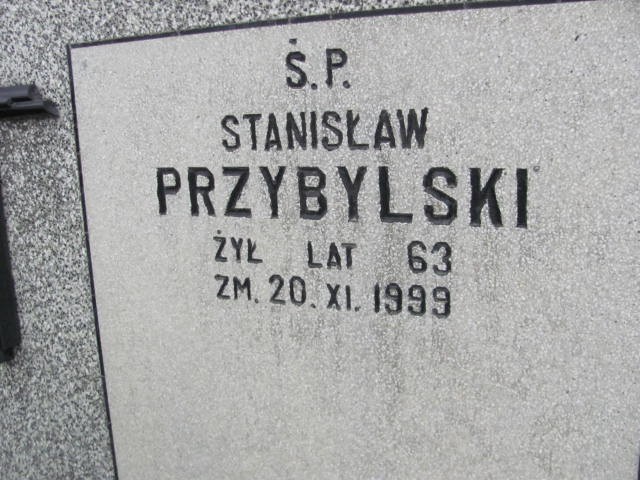 Ś.P.
STANISŁAW
PRZYBYLSKI
ŻYŁ LAT 63
ZM. 20. XI. 1999